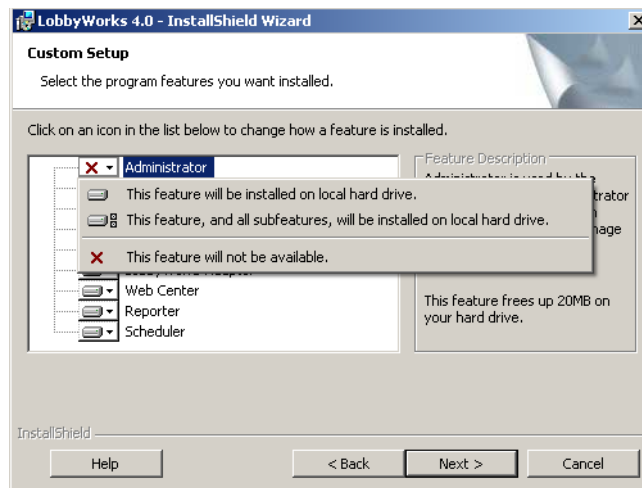 LobbyWorks 4.0 - InstallShield Wizard
Custom Setup
Select the program features you want installed.
Click on an icon in the list below to change how a feature is installed.
Administrator
Feature Description
This feature will be installed on local hard drive.
trator
This feature, and all subfeatures, will be installed on local hard drive.
nage
This feature will not be available.
Web Center
Reporter
Scheduler
This feature frees up 20MB on
your hard drive.
InstallShield
Help
< Back
Next >
Cancel